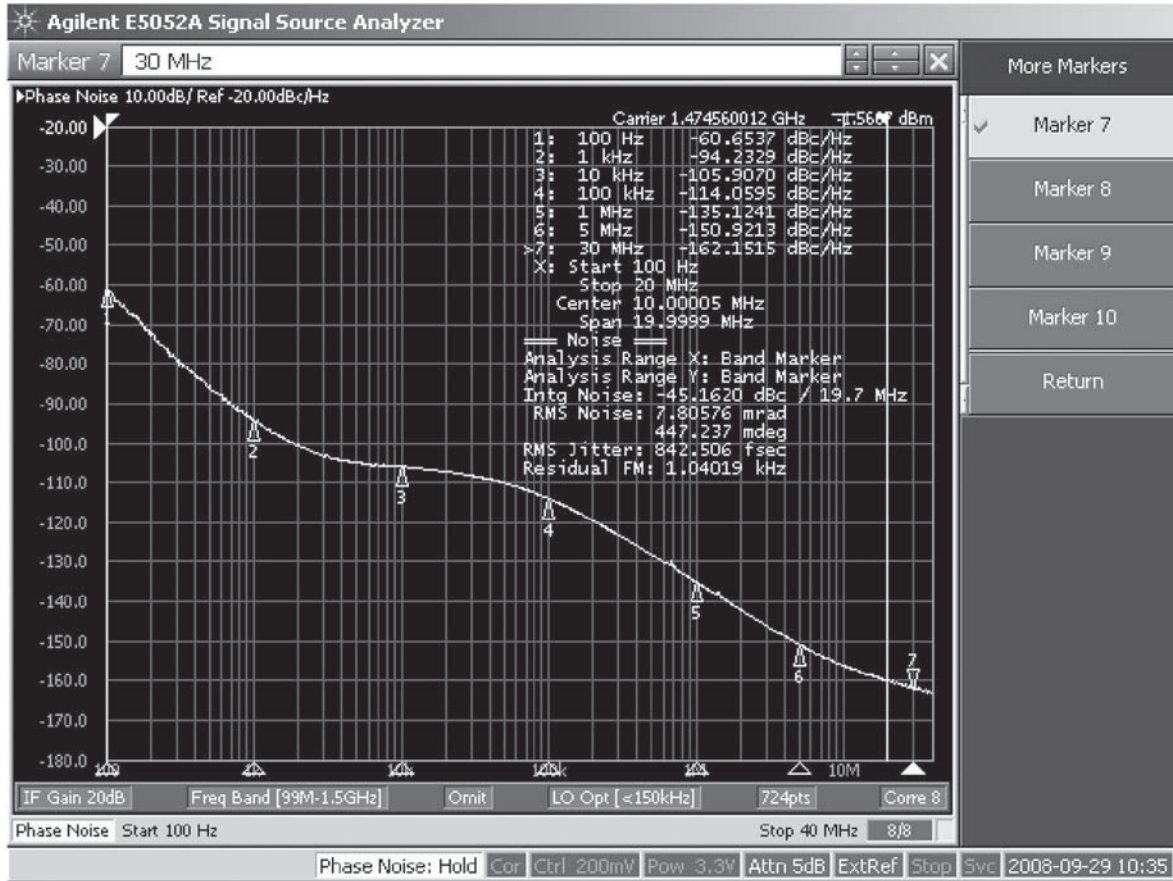 Agilent E5052A Signal Source Analyzer
Marker 7 30 MHz
More Markers
Phase Noise 10.00dB/ Ref -20.00dBc/Hz
Carrier 1.474560012 GHz dBm
1: 100 Hz -60.6537 dBc/Hz
2: 1 kHz -94.2329 dBc/Hz
3: 10 kHz -105.9070 dBc/Hz
4: 100 kHz -114.0595 dBc/Hz
5: 1 MHz -135.1241 dBc/Hz
6: 5 MHz -150.9213 dBc/Hz
>7: 30 MHz -162.1515 dBc/Hz
X: Start 100 Hz
Stop 20 MHz
Center 10.00005 MHz
Span 19.9999 MHz
Noise
Analysis Range X: Band Marker
Analysis Range Y: Band Marker
Intg Noise: -45.1620 dBc / 19.7 MHz
RMS Noise: 7.80576 mrad
447.237 mdeg
RMS Jitter: 842.506 fsec
Residual FM: 1.04019 kHz
-20.00
-30.00
-40.00
-50.00
-60.00
-70.00
-80.00
-90.00
-100.0
-110.0
-120.0
-130.0
-140.0
-150.0
-160.0
-170.0
-180.0
1
2
3
4
5
6
7
10M
IF Gain 20dB Freq Band [99M-1.5GHz] Omit LO Opt [<150kHz] 724pts Corre 8
Phase Noise Start 100 Hz Stop 40 MHz 8/8
Phase Noise: Hold Cor Ctrl 200mV Pow 3.3V Attn 5dB ExtRef Stop Svc 2008-09-29 10:35
Marker 7
Marker 8
Marker 9
Marker 10
Return